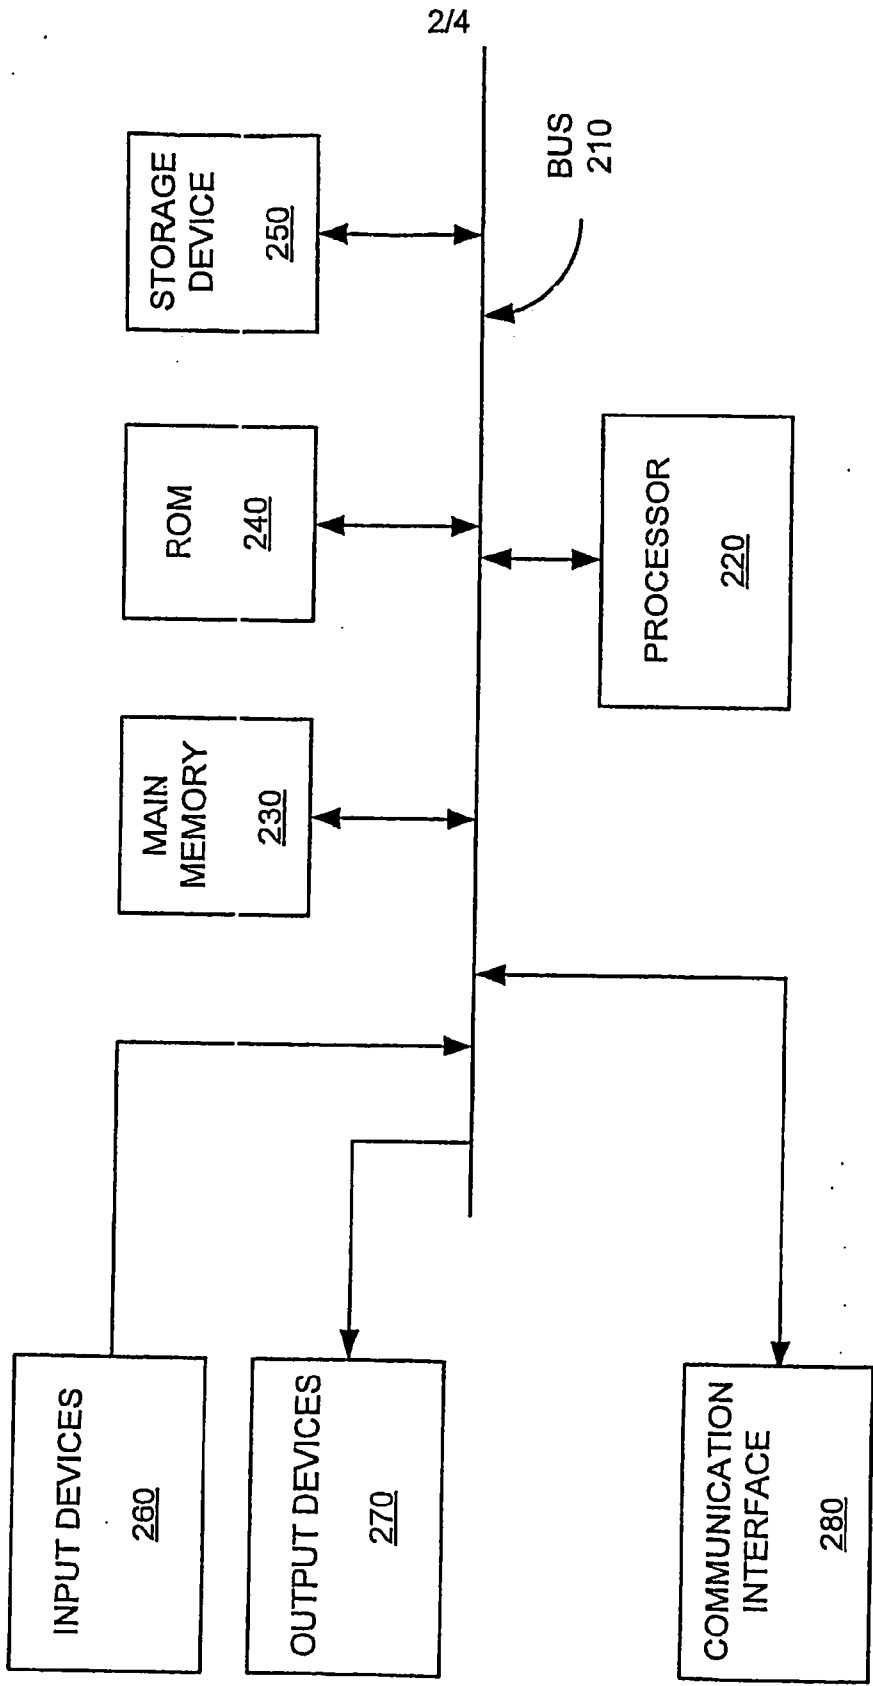 2/4
STORAGE
DEVICE
250
BUS
210
ROM
240
PROCESSOR
220
MAIN
MEMORY
230
INPUT DEVICES
260
OUTPUT DEVICES
270
COMMUNICATION
INTERFACE
280